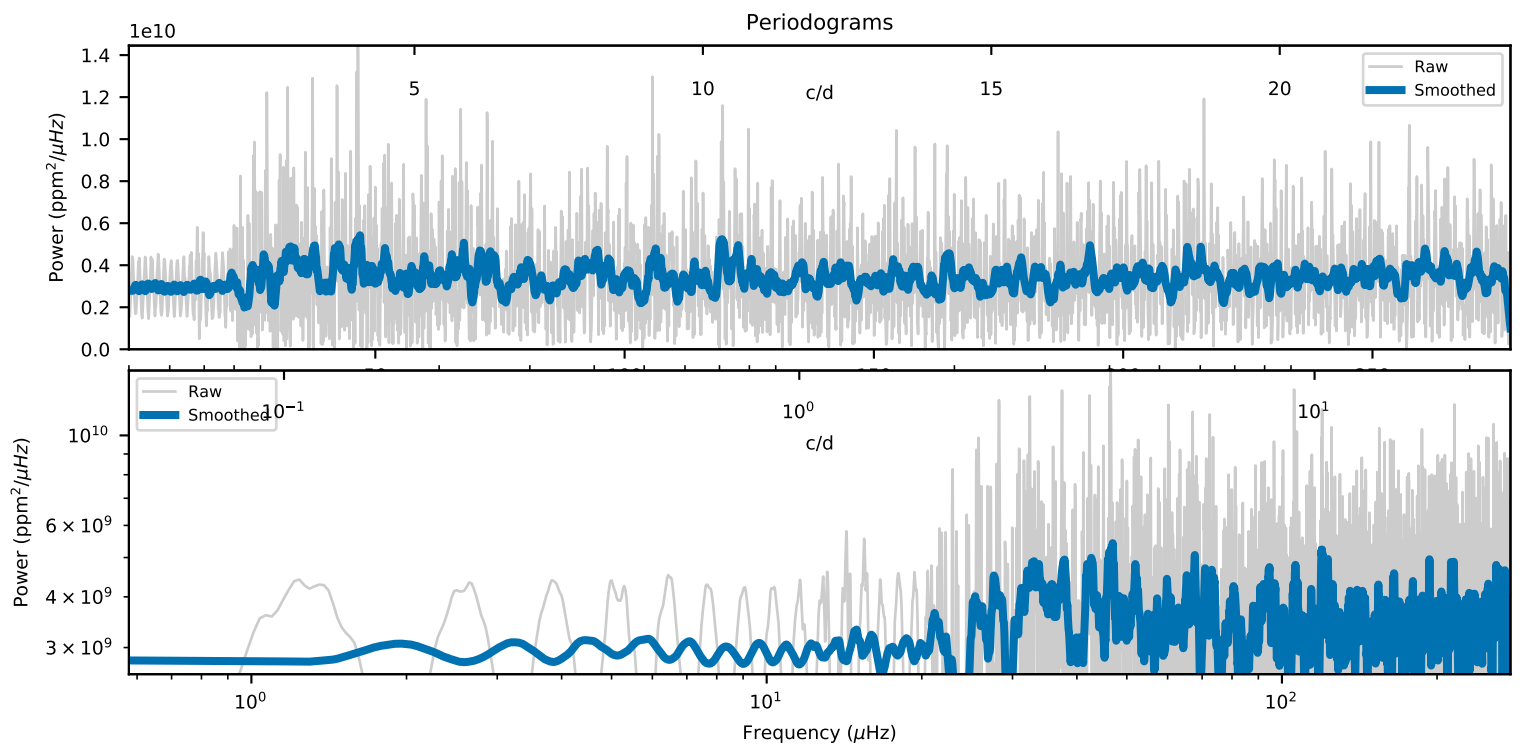 Periodograms
1e10
1.4
1.2
1.0
0.8
0.6
0.4
0.2
0.0
Power (ppm²/μHz)
5
10
15
20
c/d
Raw
Smoothed
Raw
Smoothed
10⁻¹
10⁰
10¹
c/d
10¹⁰
6 × 10⁹
4 × 10⁹
3 × 10⁹
Power (ppm²/μHz)
10⁰
10¹
10²
Frequency (μHz)